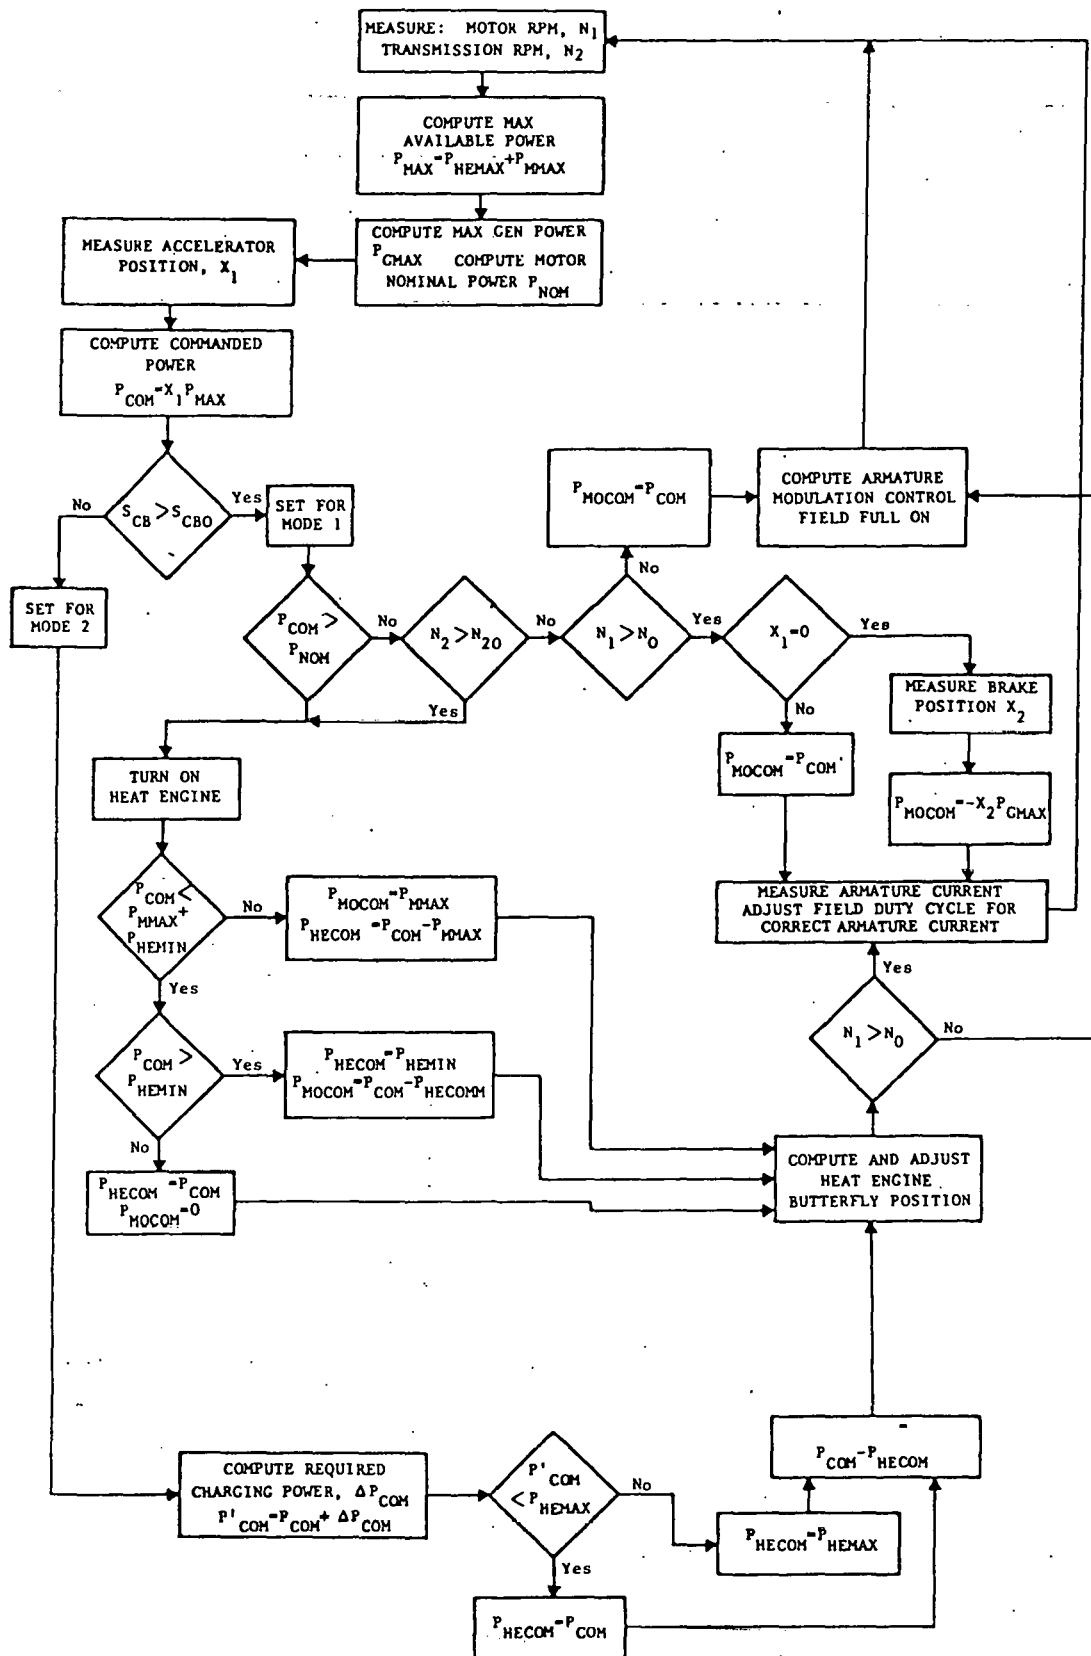 MEASURE: MOTOR RPM, N1
TRANSMISSION RPM, N2
COMPUTE MAX
AVAILABLE POWER
PMAX=PHEMAX+PMMAX
COMPUTE MAX GEN POWER
PGMAX COMPUTE MOTOR
NOMINAL POWER PNOM
MEASURE ACCELERATOR
POSITION, X1
COMPUTE COMMANDED
POWER
PCOM=X1PMAX
No
SCB>SCBO
Yes
SET FOR
MODE 1
SET FOR
MODE 2
PMOCOM=PCOM
COMPUTE ARMATURE
MODULATION CONTROL
FIELD FULL ON
No
PCOM>
PNOM
No
N2>N20
No
N1>N0
Yes
X1=0
Yes
Yes
No
MEASURE BRAKE
POSITION X2
PMOCOM=PCOM
PMOCOM=-X2PGMAX
TURN ON
HEAT ENGINE
MEASURE ARMATURE CURRENT
ADJUST FIELD DUTY CYCLE FOR
CORRECT ARMATURE CURRENT
PCOM<
PMMAX+
PHEMIN
No
PMOCOM=PMMAX
PHECOM=PCOM-PMMAX
Yes
Yes
N1>N0
No
PCOM>
PHEMIN
Yes
PHECOM=PHEMIN
PMOCOM=PCOM-PHECOMM
No
PHECOM=PCOM
PMOCOM=0
COMPUTE AND ADJUST
HEAT ENGINE
BUTTERFLY POSITION
COMPUTE REQUIRED
CHARGING POWER, ΔPCOM
P'COM=PCOM+ ΔPCOM
P'COM
<PHEMAX
No
=
PCOM-PHECOM
PHECOM=PHEMAX
Yes
PHECOM=PCOM